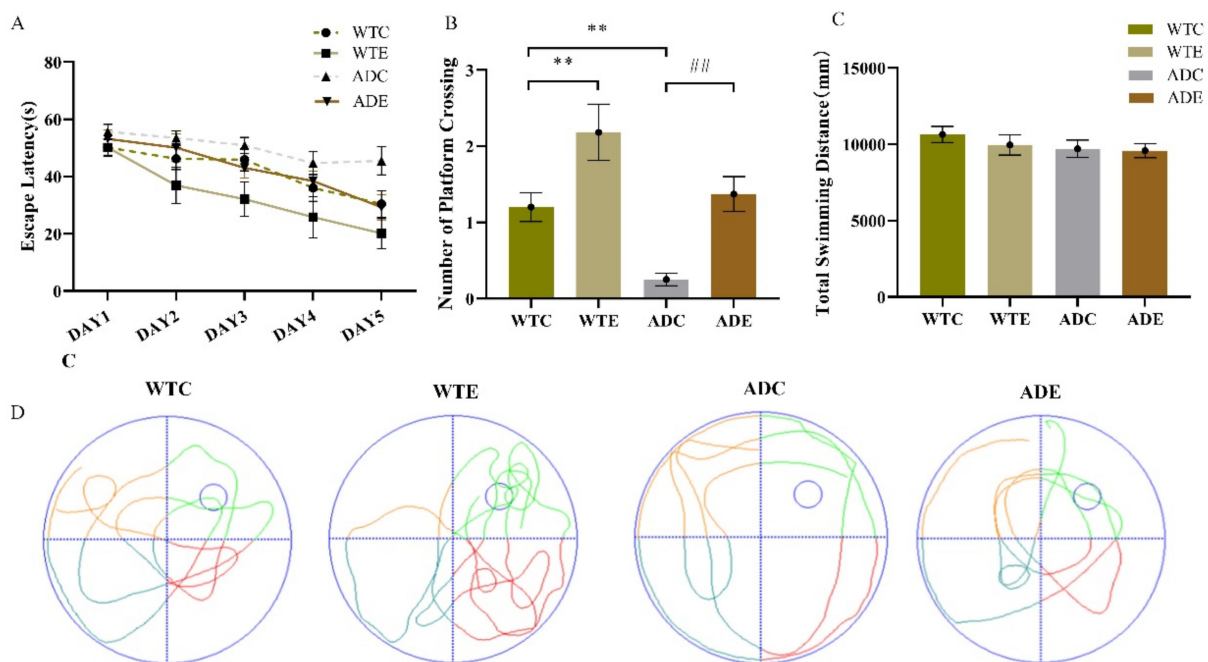 A
WTC
WTE
ADC
ADE
Escape Latency(s)
80
60
40
20
0
DAY1
DAY2
DAY3
DAY4
DAY5
B
**
**
##
Number of Platform Crossing
3
2
1
0
WTC
WTE
ADC
ADE
C
WTC
WTE
ADC
ADE
Total Swimming Distance(mm)
15000
10000
5000
0
WTC
WTE
ADC
ADE
C
D
WTC
WTE
ADC
ADE